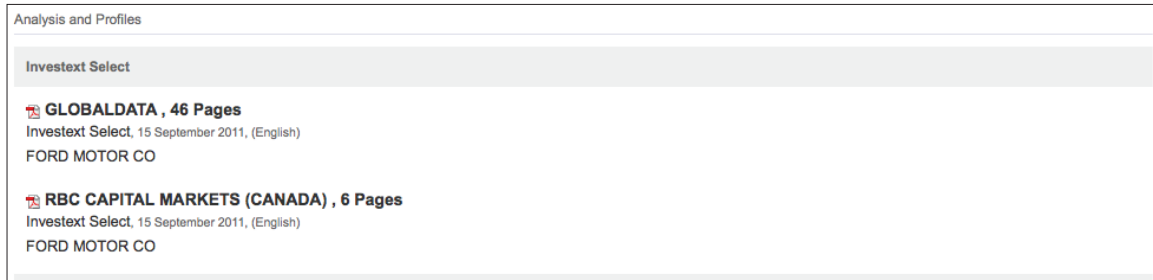 Analysis and Profiles
Investext Select
GLOBALDATA , 46 Pages
Investext Select, 15 September 2011, (English)
FORD MOTOR CO
RBC CAPITAL MARKETS (CANADA) , 6 Pages
Investext Select, 15 September 2011, (English)
FORD MOTOR CO